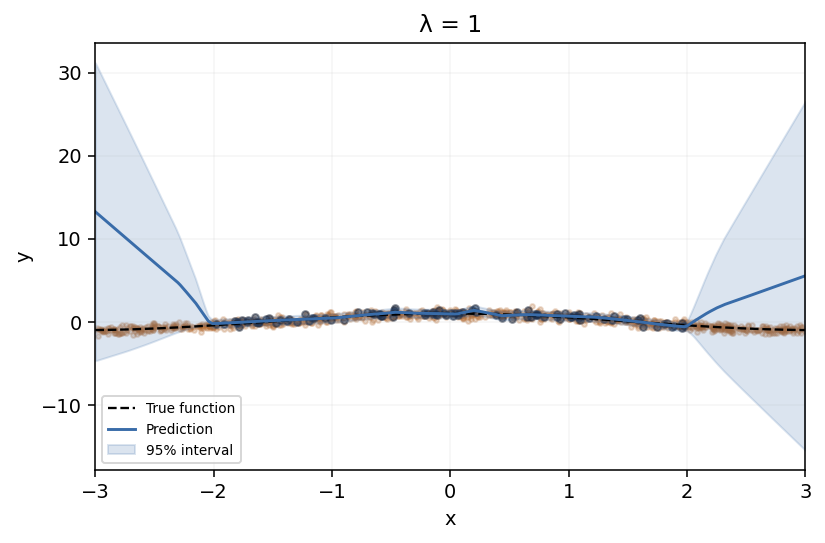 λ = 1
30
20
10
0
−10
y
True function
Prediction
95% interval
−3
−2
−1
0
1
2
3
x